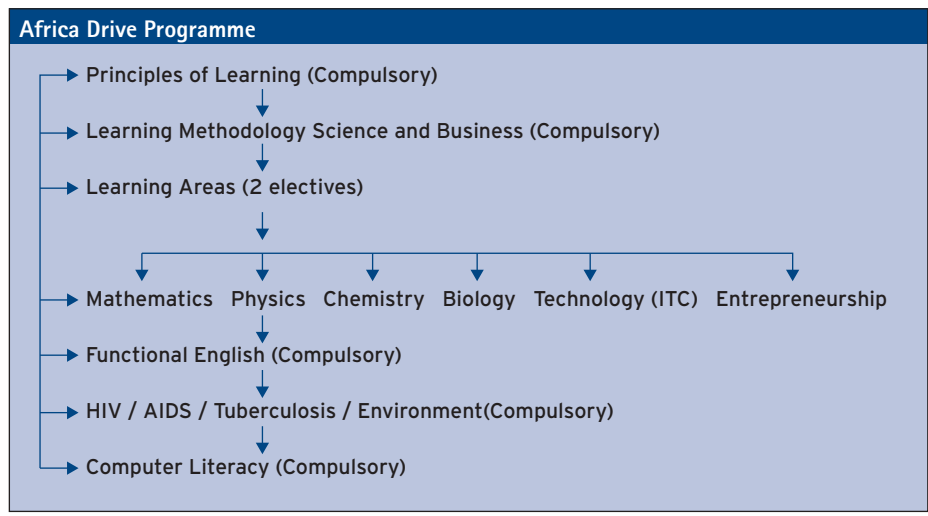 Africa Drive Programme
Principles of Learning (Compulsory)
Learning Methodology Science and Business (Compulsory)
Learning Areas (2 electives)
Mathematics Physics Chemistry Biology Technology (ITC) Entrepreneurship
Functional English (Compulsory)
HIV / AIDS / Tuberculosis / Environment(Compulsory)
Computer Literacy (Compulsory)